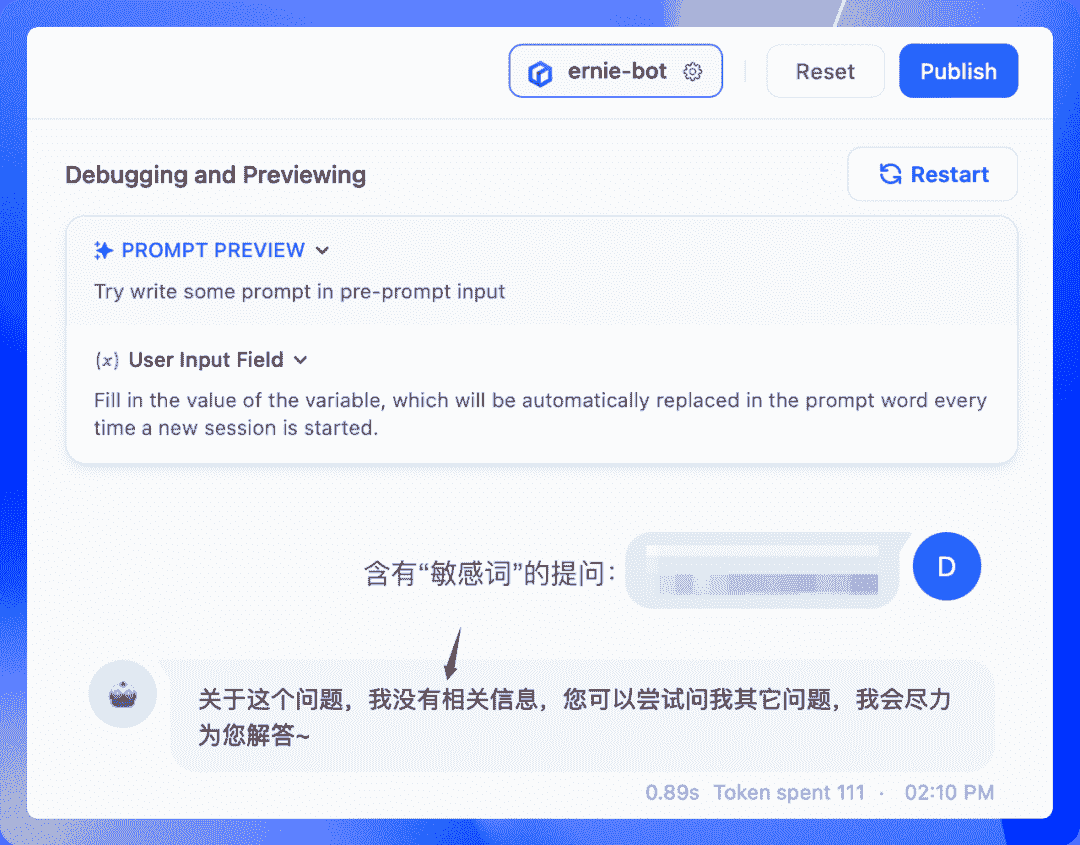 ernie-bot
Reset
Publish
Debugging and Previewing
Restart
PROMPT PREVIEW
Try write some prompt in pre-prompt input
(x) User Input Field
Fill in the value of the variable, which will be automatically replaced in the prompt word every
time a new session is started.
含有“敏感词”的提问：
D
关于这个问题，我没有相关信息，您可以尝试问我其它问题，我会尽力
为您解答~
0.89s Token spent 111 · 02:10 PM